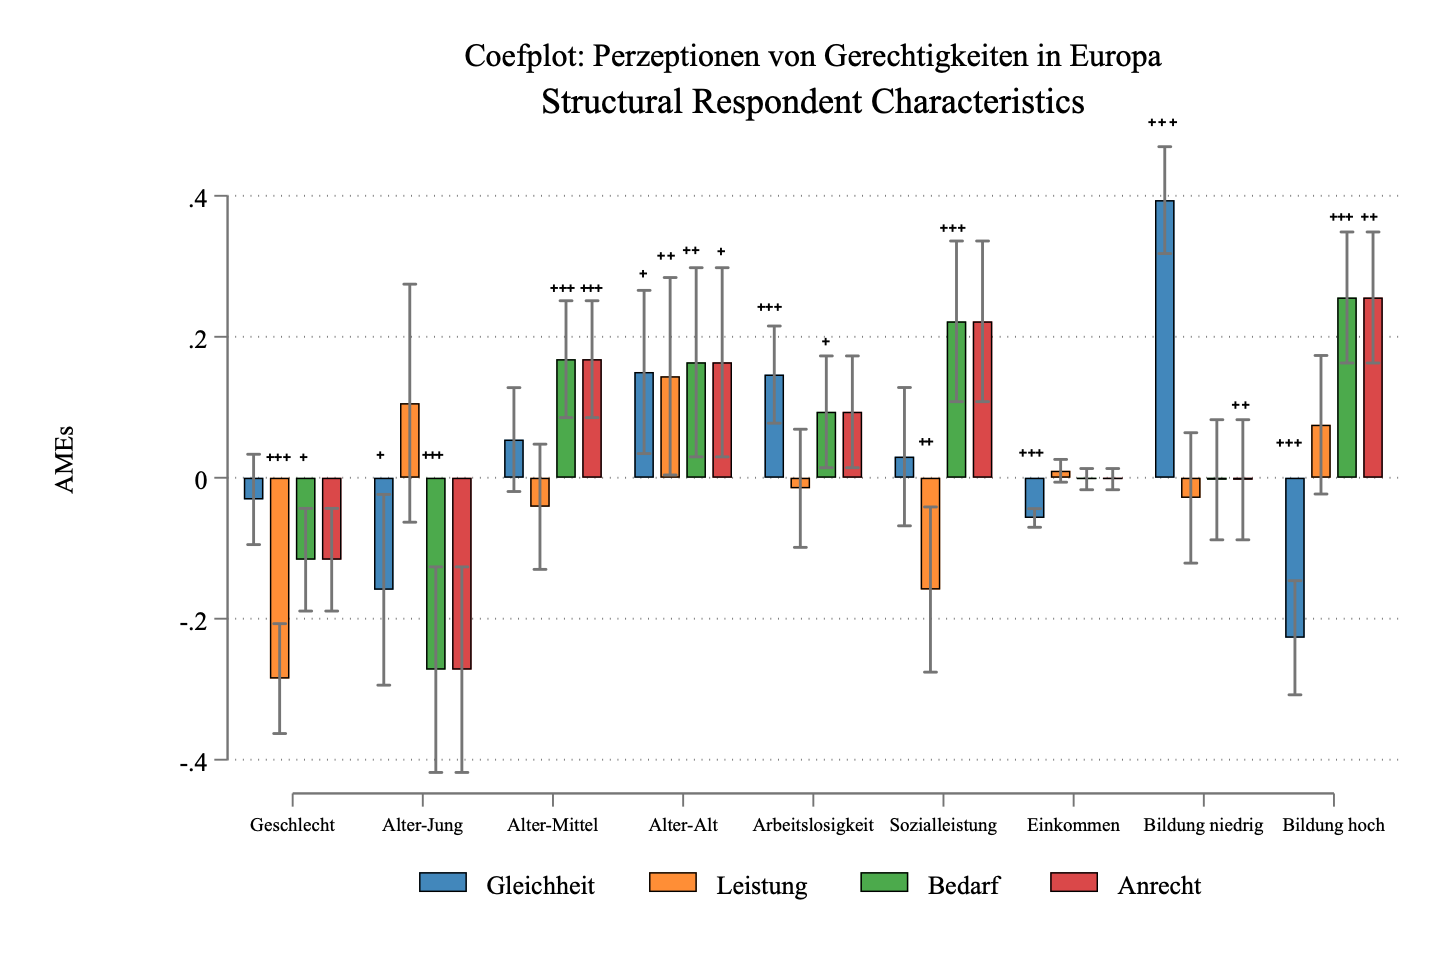 Coefplot: Perzeptionen von Gerechtigkeiten in Europa
Structural Respondent Characteristics
+++
.4
+++ ++
+++
+ ++ ++ +
+++ +++
+++
.2
+
++
++ +++
+++ + + +++ +++
AMEs
0
-.2
-.4
Geschlecht Alter-Jung Alter-Mittel Alter-Alt Arbeitslosigkeit Sozialleistung Einkommen Bildung niedrig Bildung hoch
Gleichheit Leistung Bedarf Anrecht